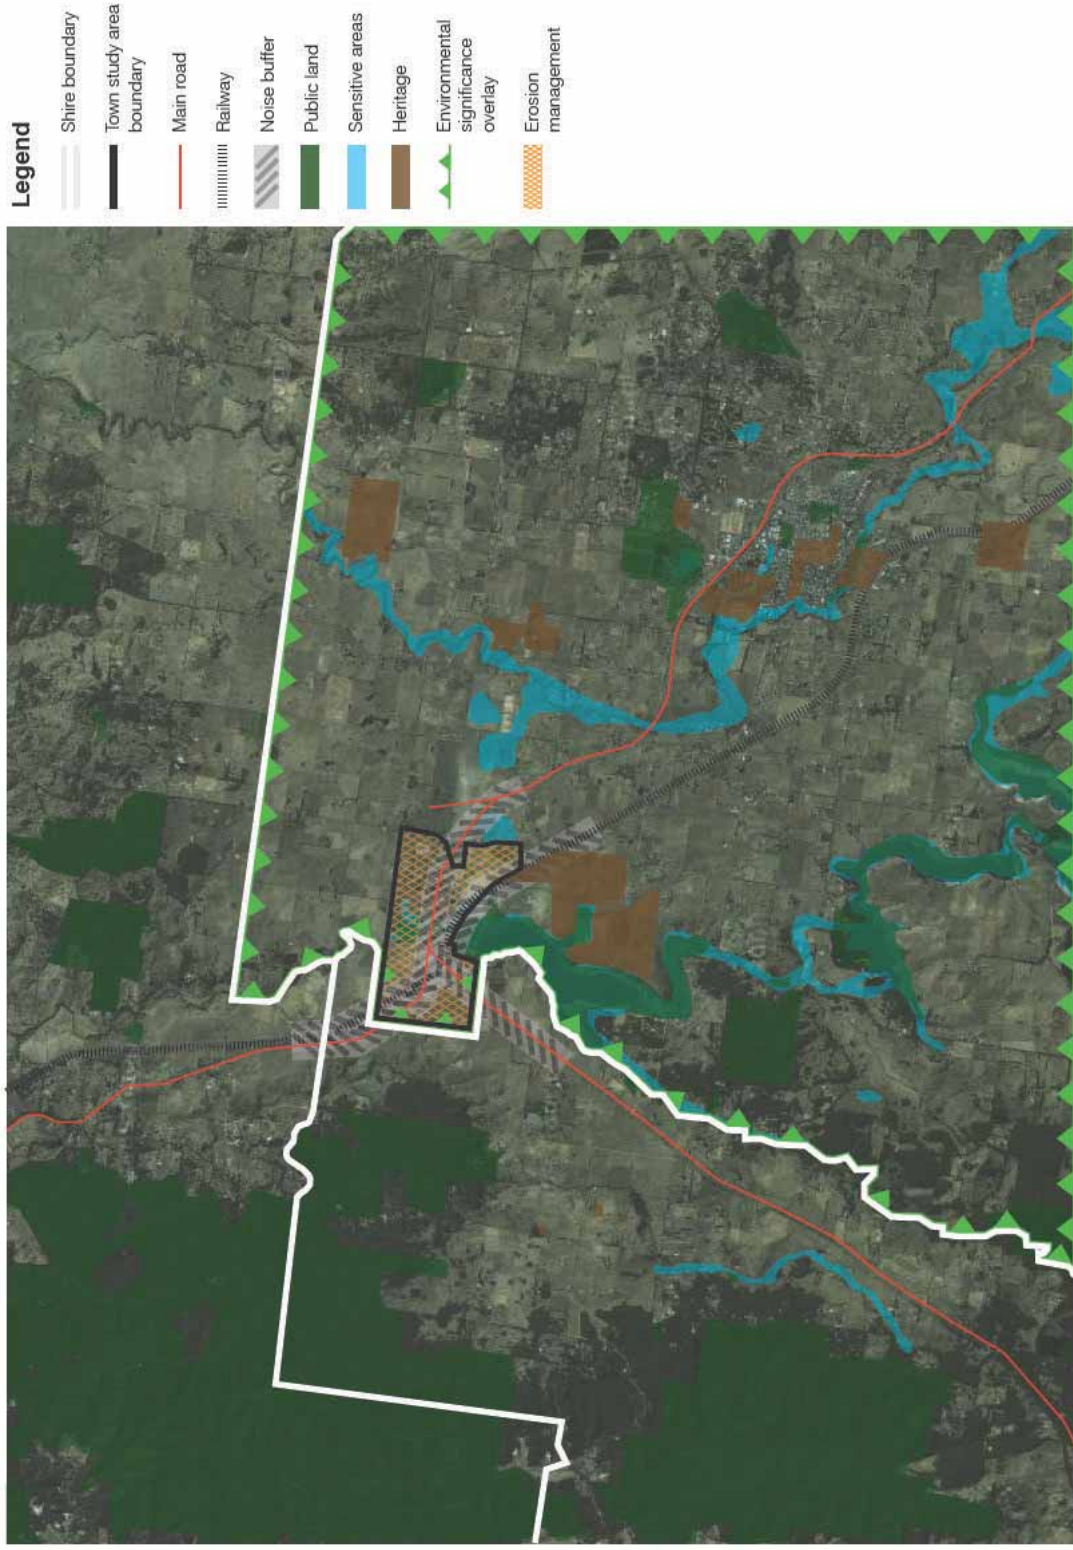 Legend
Shire boundary
Town study area
boundary
Main road
Railway
Noise buffer
Public land
Sensitive areas
Heritage
Environmental
significance
overlay
Erosion
management